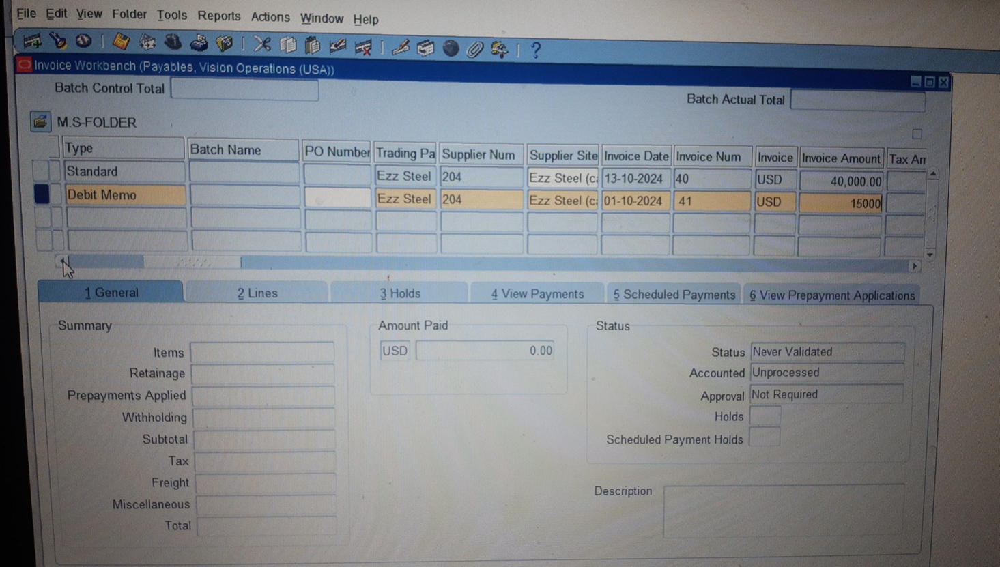 File Edit View Folder Tools Reports Actions Window Help
Invoice Workbench (Payables, Vision Operations (USA))
Batch Control Total
Batch Actual Total
M.S-FOLDER
Type Batch Name PO Number Trading Pa Supplier Num Supplier Site Invoice Date Invoice Num Invoice Invoice Amount Tax Am
Standard Ezz Steel 204 Ezz Steel (ca 13-10-2024 40 USD 40,000.00
Debit Memo Ezz Steel 204 Ezz Steel (ca 01-10-2024 41 USD 15000
1 General 2 Lines 3 Holds 4 View Payments 5 Scheduled Payments 6 View Prepayment Applications
Summary Amount Paid Status
Items USD 0.00 Status Never Validated
Retainage Accounted Unprocessed
Prepayments Applied Approval Not Required
Withholding Holds
Subtotal Scheduled Payment Holds
Tax
Freight Description
Miscellaneous
Total